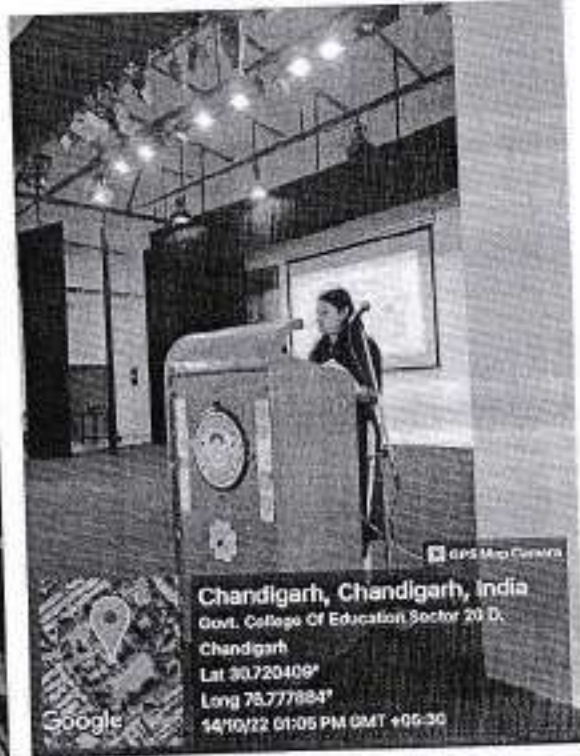 GPS Map Camera
Chandigarh, Chandigarh, India
Govt. College Of Education Sector 20 D,
Chandigarh
Lat 30.720409°
Long 76.777884°
14/10/22 01:05 PM GMT +05:30
Google